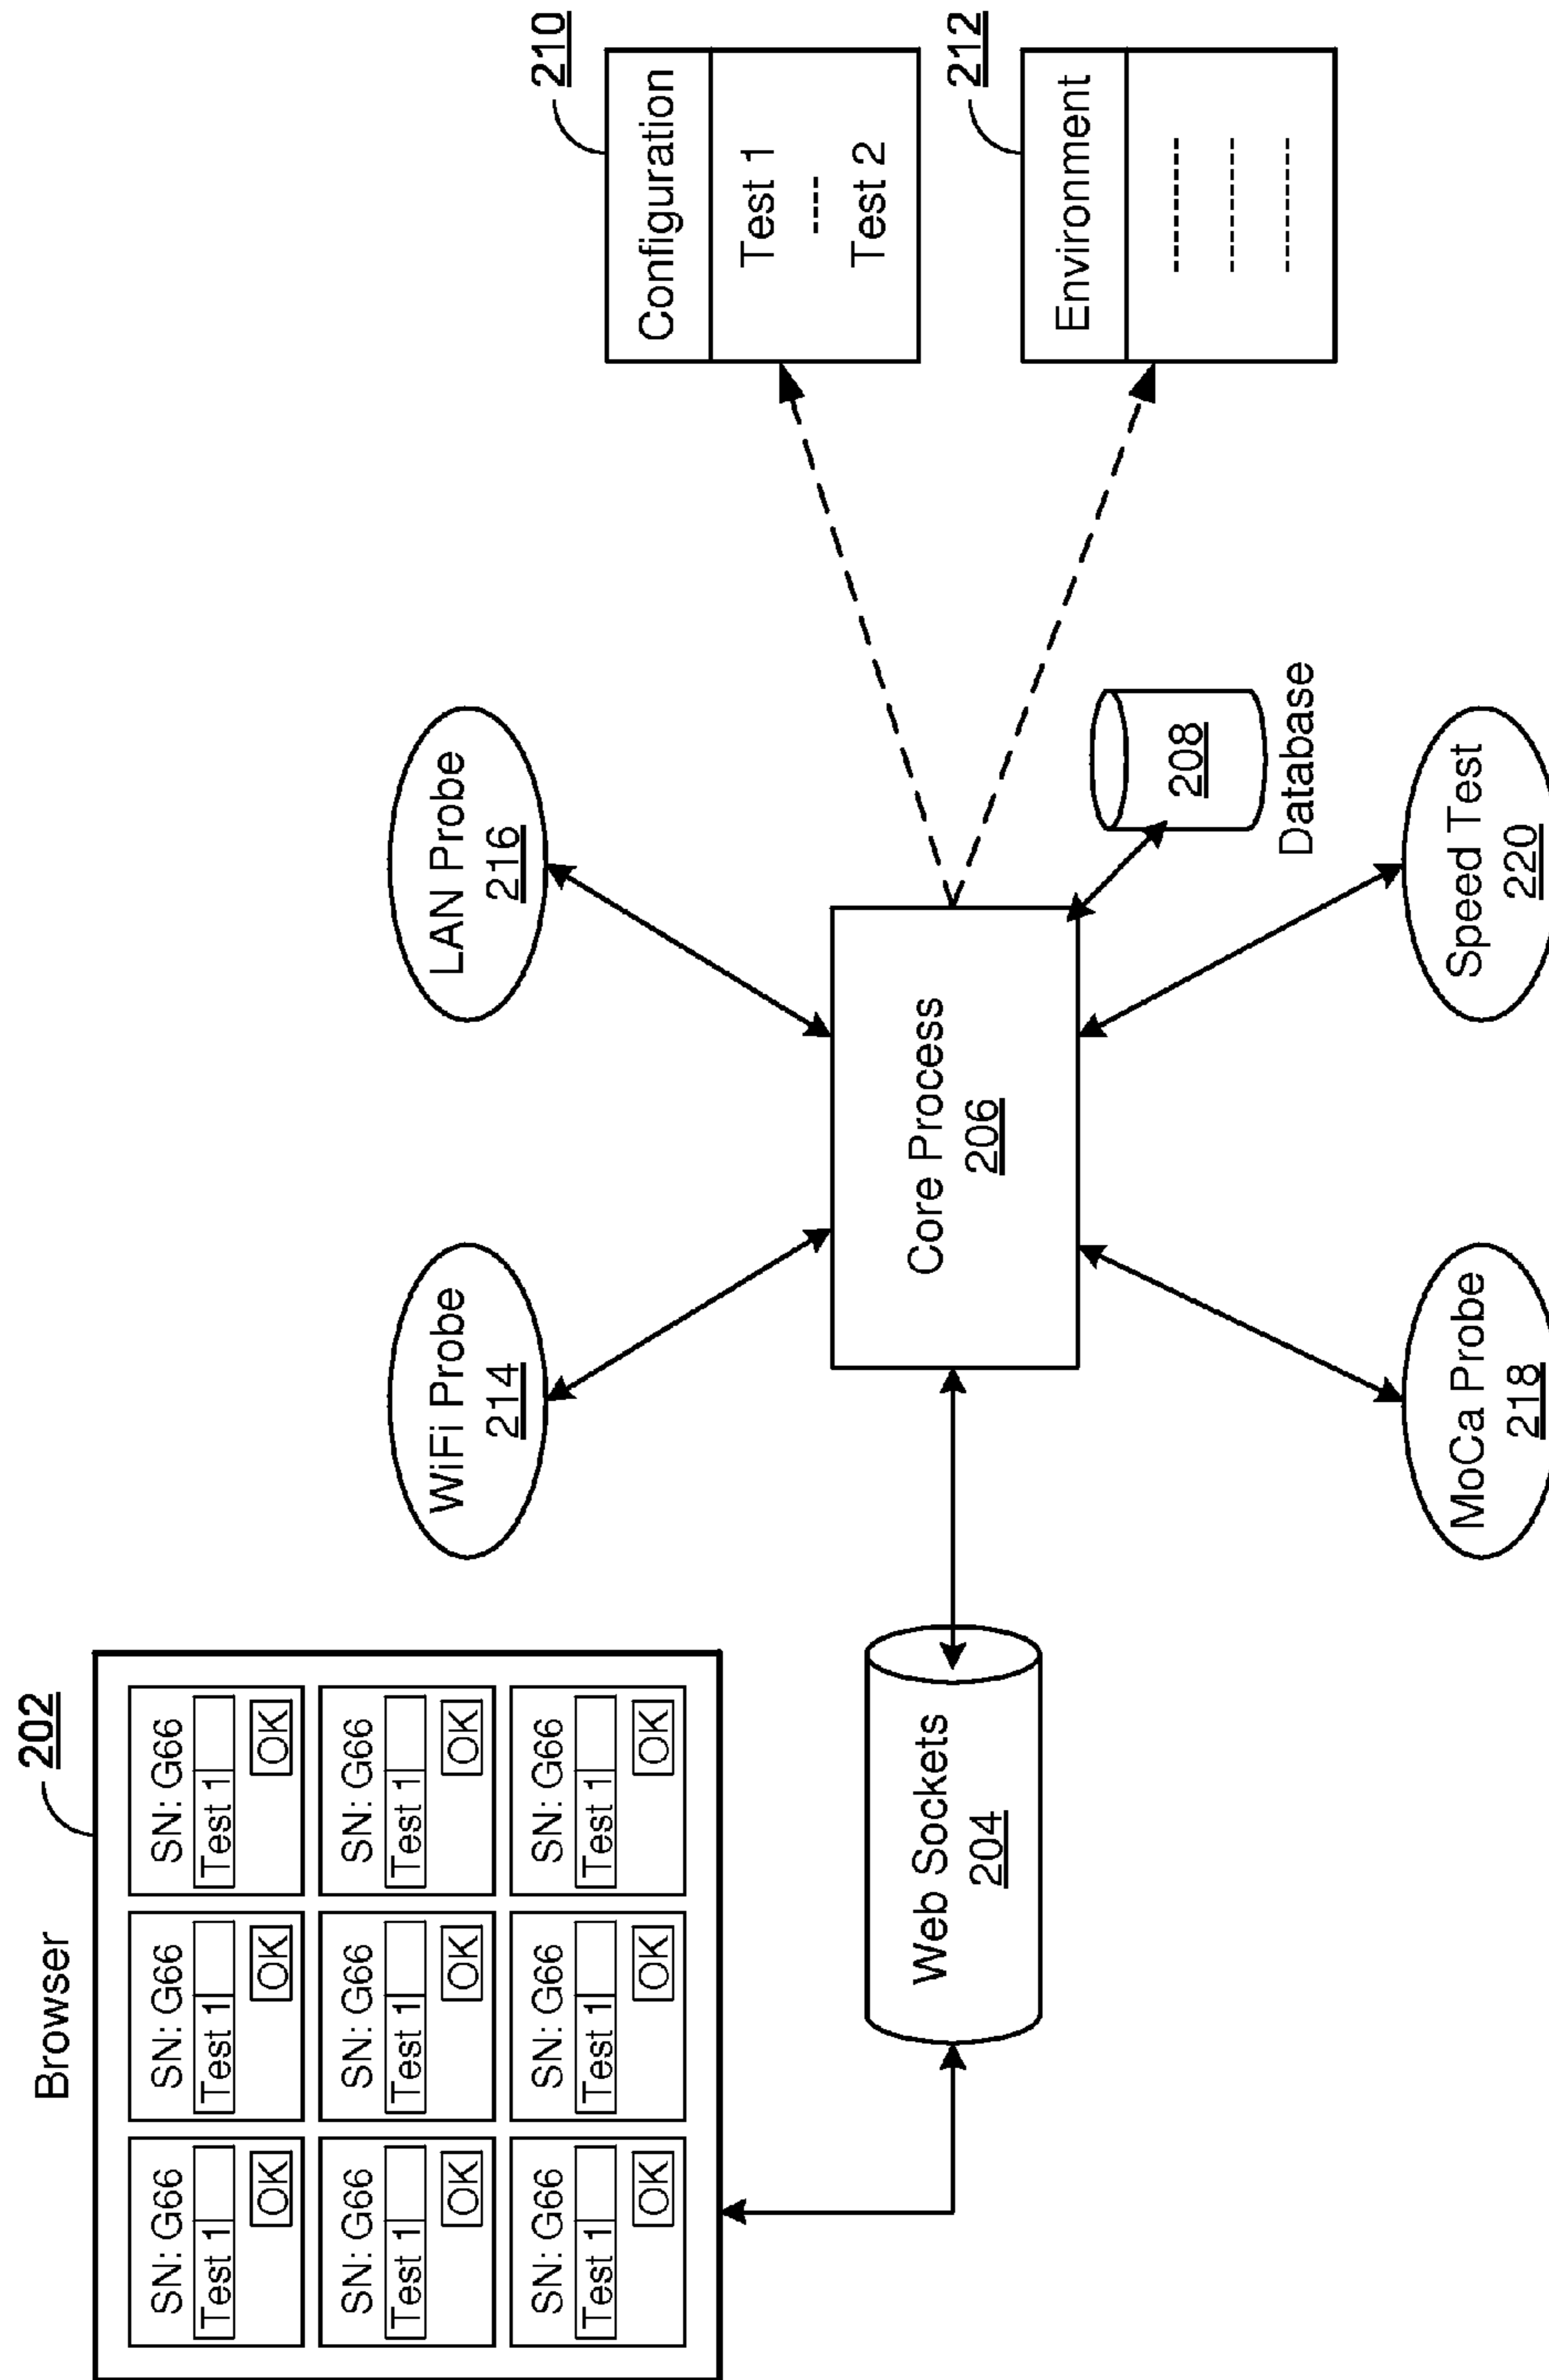 Browser
202
SN: G66
Test 1
OK
SN: G66
Test 1
OK
SN: G66
Test 1
OK
SN: G66
Test 1
OK
SN: G66
Test 1
OK
SN: G66
Test 1
OK
SN: G66
Test 1
OK
SN: G66
Test 1
OK
SN: G66
Test 1
OK
WiFi Probe
214
LAN Probe
216
210
Configuration
Test 1
----
Test 2
Web Sockets
204
Core Process
206
208
Database
212
Environment
----------
----------
----------
MoCa Probe
218
Speed Test
220